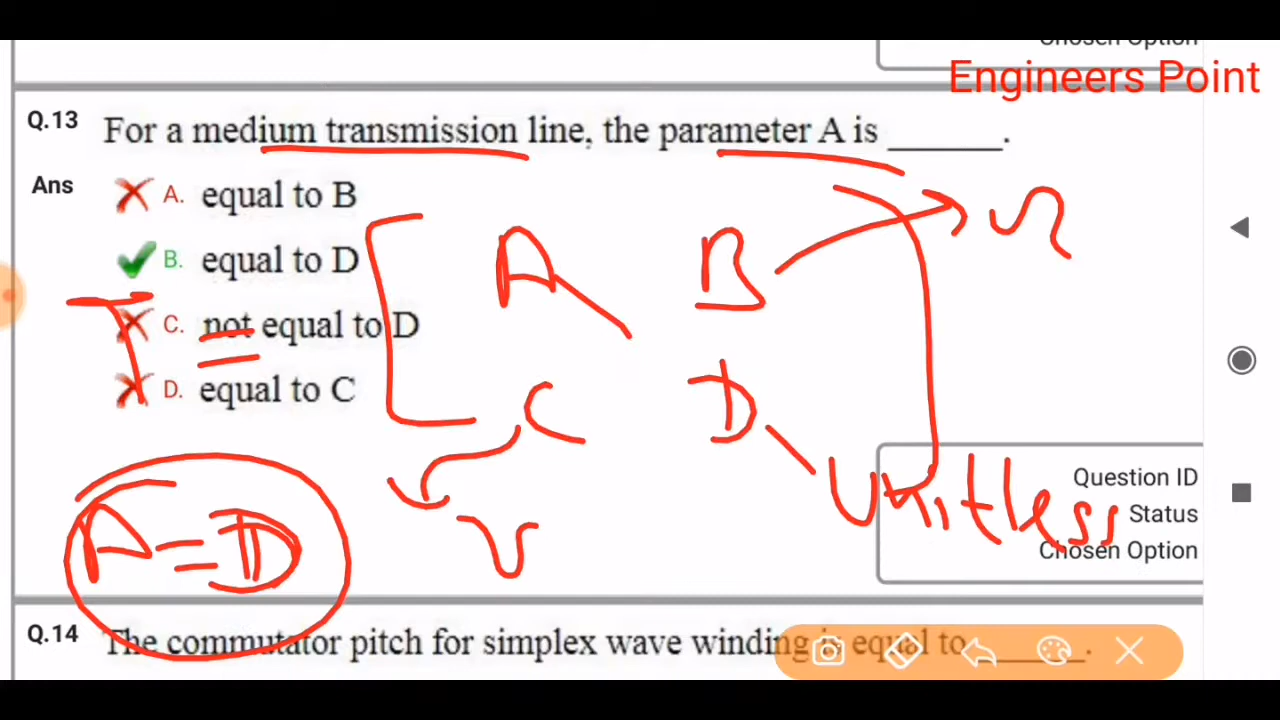 Chosen Option
Engineers Point
Q.13 For a medium transmission line, the parameter A is ______.
Ans A. equal to B
B. equal to D
C. not equal to D
D. equal to C
A B Ω
C D
Unitless
A = D
Question ID
Status
Chosen Option
Q.14 The commutator pitch for simplex wave winding is equal to ______.